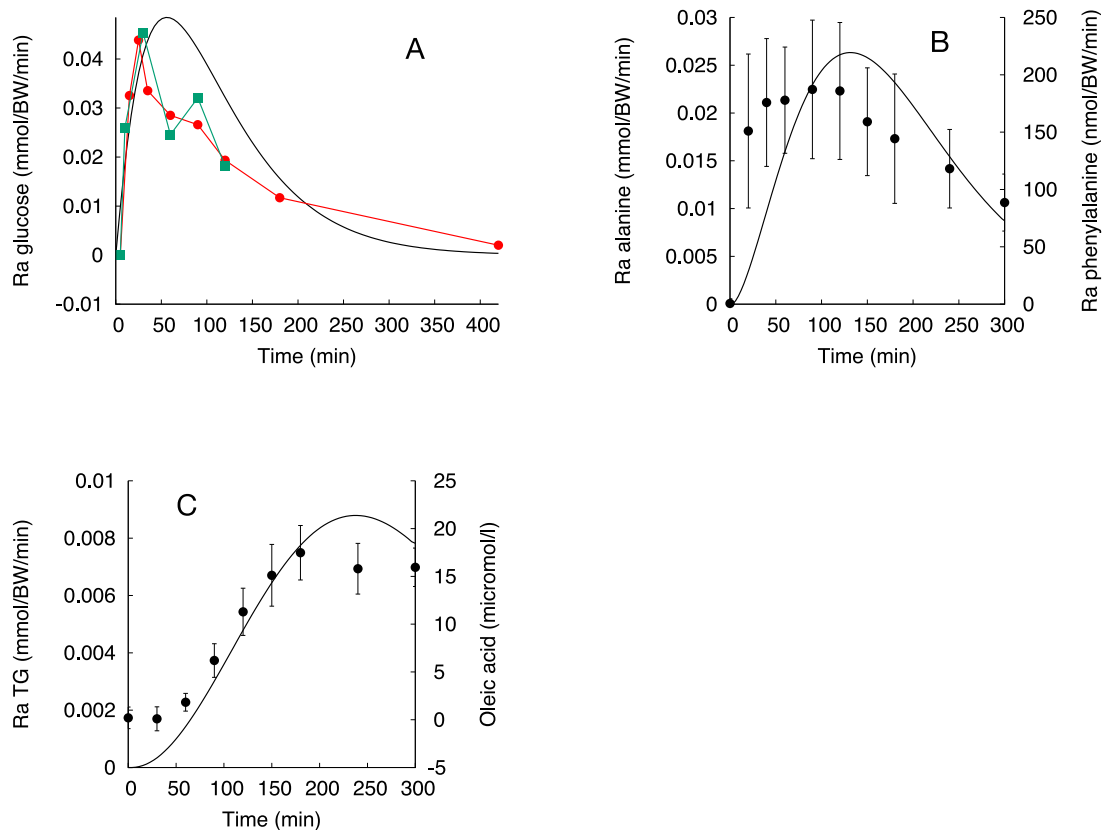 A
Ra glucose (mmol/BW/min)
0.04
0.03
0.02
0.01
0
-0.01
0 50 100 150 200 250 300 350 400
Time (min)
B
Ra alanine (mmol/BW/min)
0.03
0.025
0.02
0.015
0.01
0.005
0
250
200
150
100
50
0
Ra phenylalanine (nmol/BW/min)
0 50 100 150 200 250 300
Time (min)
C
Ra TG (mmol/BW/min)
0.01
0.008
0.006
0.004
0.002
0
25
20
15
10
5
0
-5
Oleic acid (micromol/l)
0 50 100 150 200 250 300
Time (min)